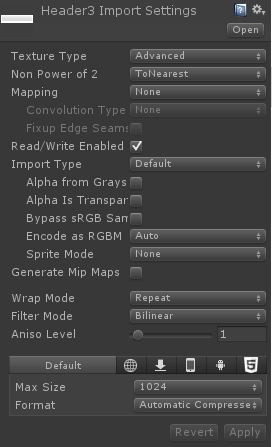 Header3 Import Settings
Open
Texture Type Advanced
Non Power of 2 ToNearest
Mapping None
Convolution Type None
Fixup Edge Seams
Read/Write Enabled
Import Type Default
Alpha from Grays
Alpha Is Transpar
Bypass sRGB Sam
Encode as RGBM Auto
Sprite Mode None
Generate Mip Maps
Wrap Mode Repeat
Filter Mode Bilinear
Aniso Level 1
Default
Max Size 1024
Format Automatic Compresse
Revert Apply